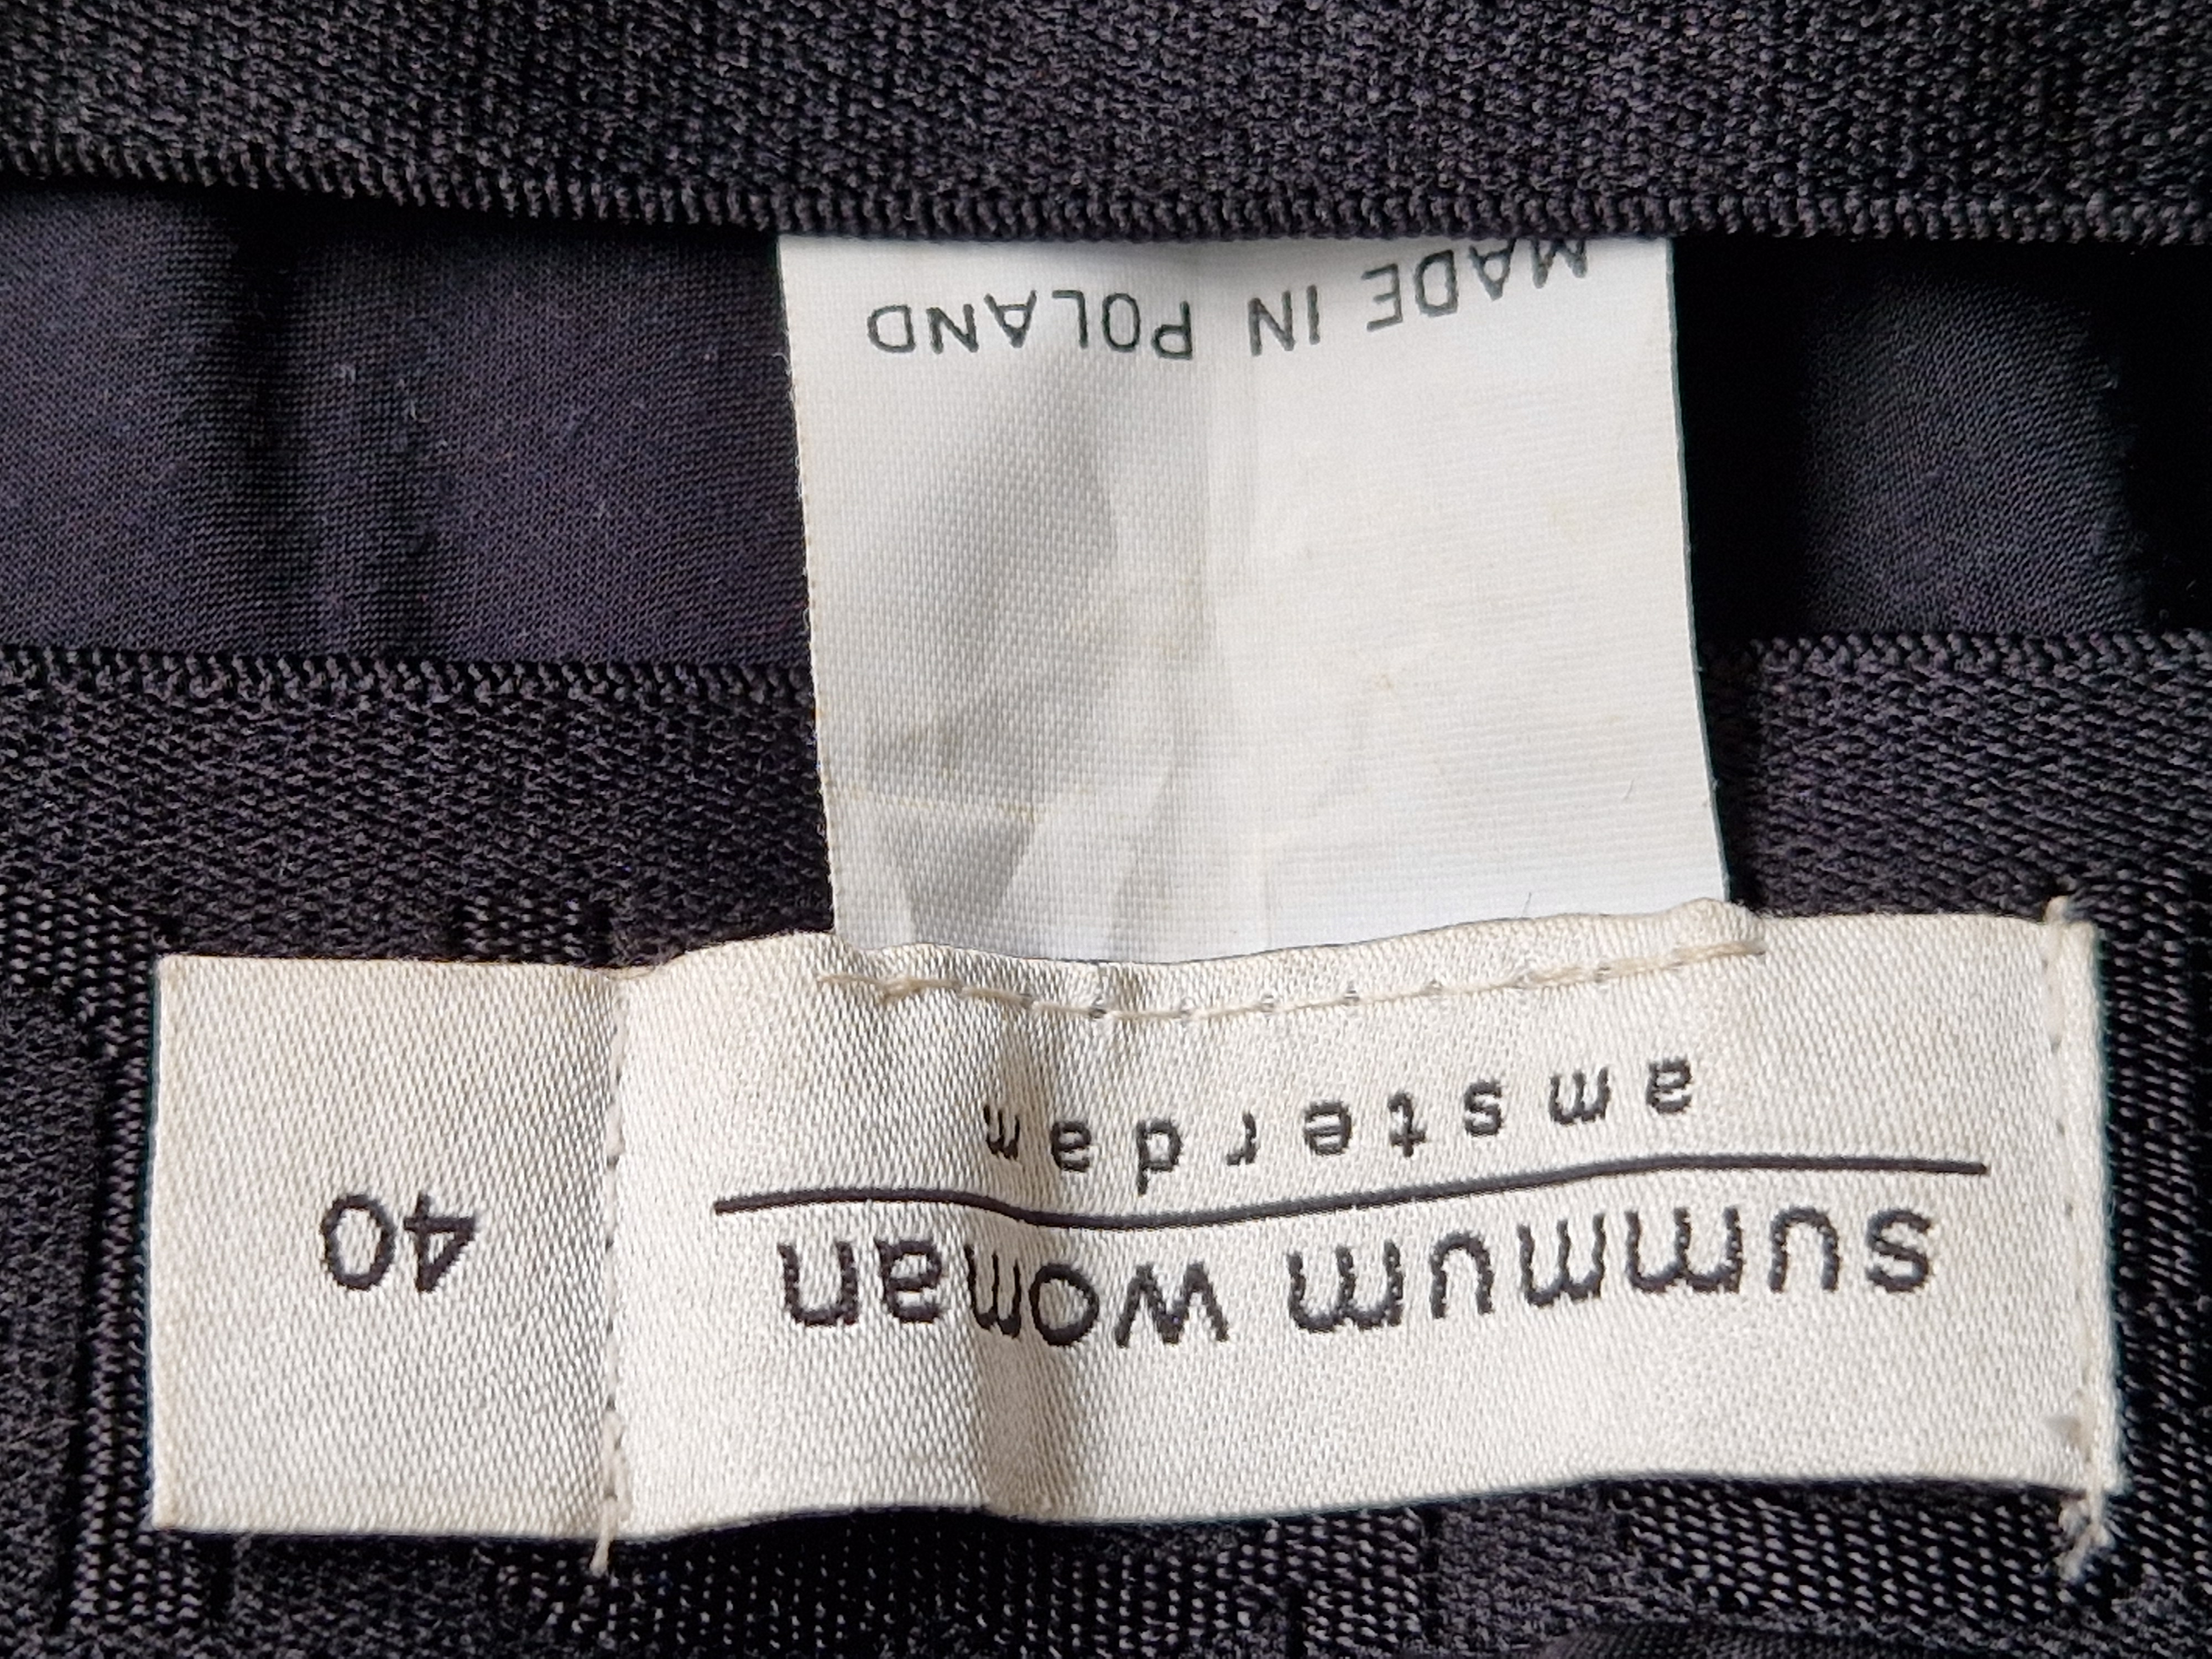 summum woman
amsterdam
40
MADE IN POLAND